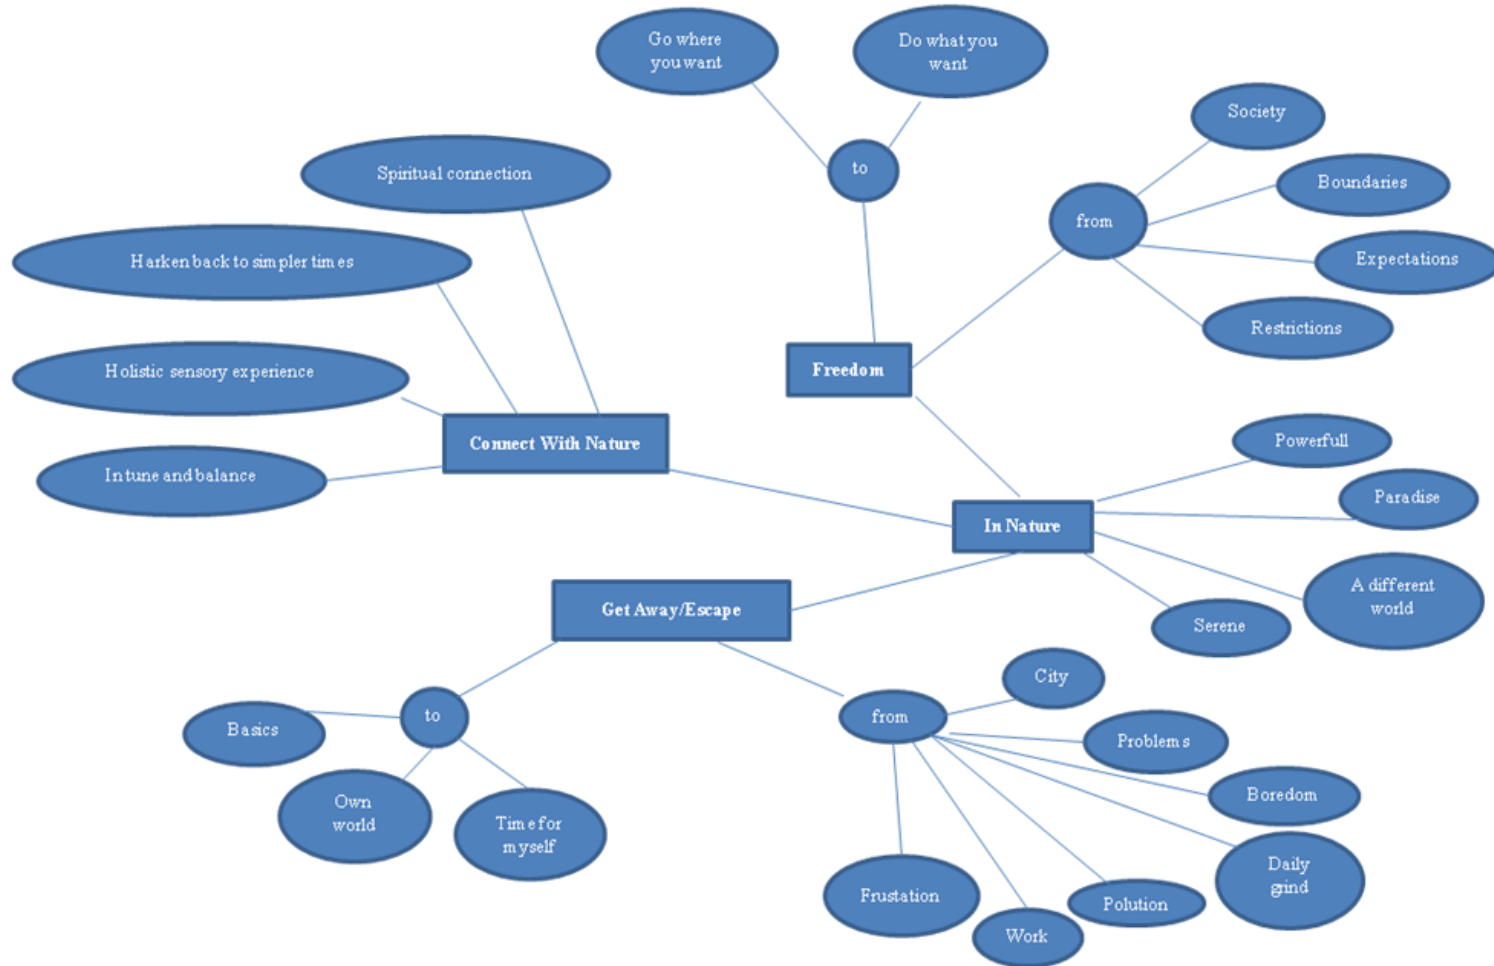 Go where
you want
Do what you
want
Society
to
Spiritual connection
Boundaries
from
Harken back to simpler times
Expectations
Restrictions
Holistic sensory experience
Freedom
Connect With Nature
Powerfull
In tune and balance
Paradise
In Nature
A different
world
Get Away/Escape
Serene
City
to
from
Basics
Problems
Own
world
Boredom
Time for
myself
Daily
grind
Frustation
Polution
Work